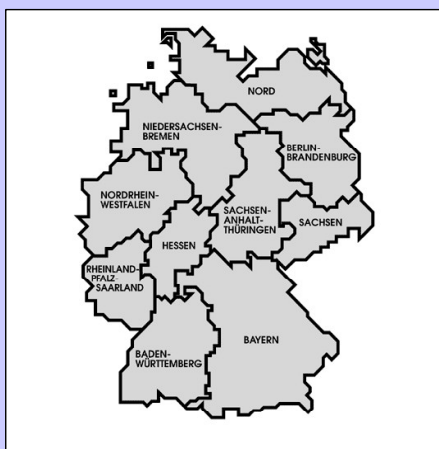 NORD
NIEDERSACHSEN-
BREMEN
BERLIN-
BRANDENBURG
NORDRHEIN-
WESTFALEN
SACHSEN-
ANHALT-
THÜRINGEN
SACHSEN
HESSEN
RHEINLAND-
PFALZ-
SAARLAND
BAYERN
BADEN-
WÜRTTEMBERG